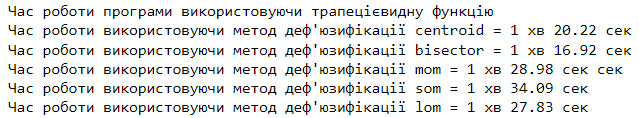 Час роботи програми використовуючи трапецієвидну функцію
Час роботи використовуючи метод деф'юзифікації centroid = 1 хв 20.22 сек
Час роботи використовуючи метод деф'юзифікації bisector = 1 хв 16.92 сек
Час роботи використовуючи метод деф'юзифікації mom = 1 хв 28.98 сек сек
Час роботи використовуючи метод деф'юзифікації som = 1 хв 34.09 сек
Час роботи використовуючи метод деф'юзифікації lom = 1 хв 27.83 сек